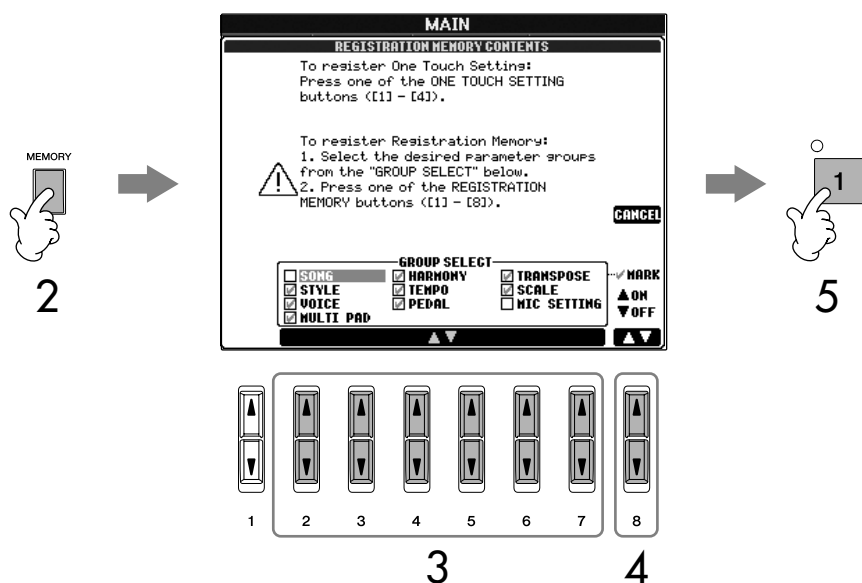 MAIN
REGISTRATION MEMORY CONTENTS
To register One Touch Setting:
Press one of the ONE TOUCH SETTING
buttons ([1] - [4]).
To register Registration Memory:
1. Select the desired parameter groups
from the "GROUP SELECT" below.
2. Press one of the REGISTRATION
MEMORY buttons ([1] - [8]).
CANCEL
GROUP SELECT
SONG HARMONY TRANSPOSE MARK
STYLE TEMPO SCALE ▲ON
VOICE PEDAL MIC SETTING ▼OFF
MULTI PAD
MEMORY
2
1
5
1 2 3 4 5 6 7 8
3 4